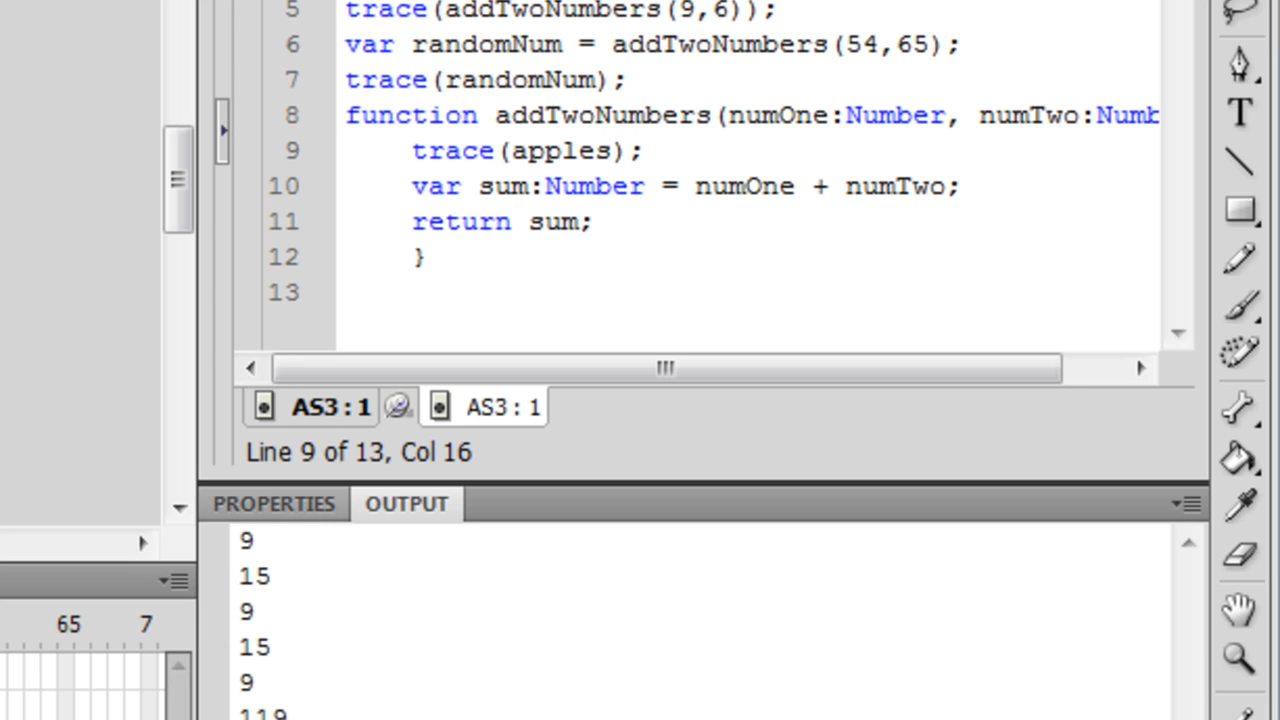 5 trace(addTwoNumbers(9,6));
6 var randomNum = addTwoNumbers(54,65);
7 trace(randomNum);
8 function addTwoNumbers(numOne:Number, numTwo:Numb
9 trace(apples);
10 var sum:Number = numOne + numTwo;
11 return sum;
12 }
13
AS3:1 AS3:1
Line 9 of 13, Col 16
PROPERTIES OUTPUT
9
15
9
15
9
119
65 7
T